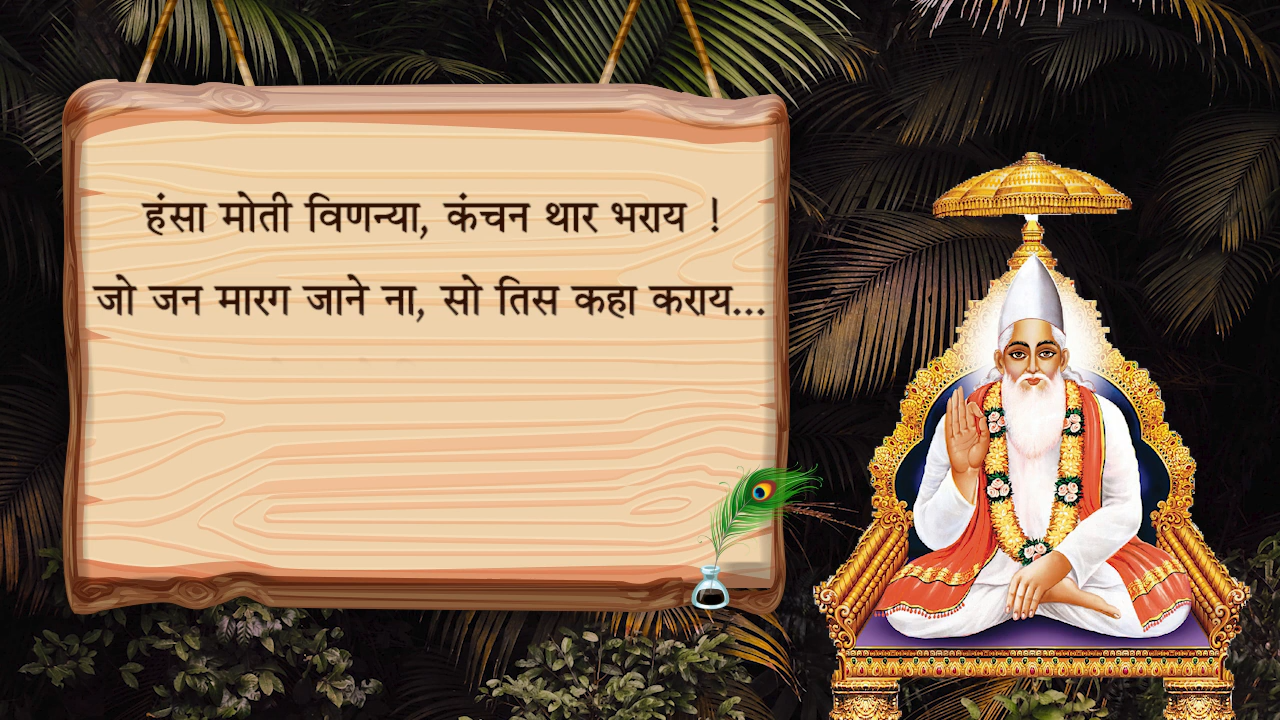 हंसा मोती विणन्या, कंचन थार भराय !
जो जन मारग जाने ना, सो तिस कहा कराय...